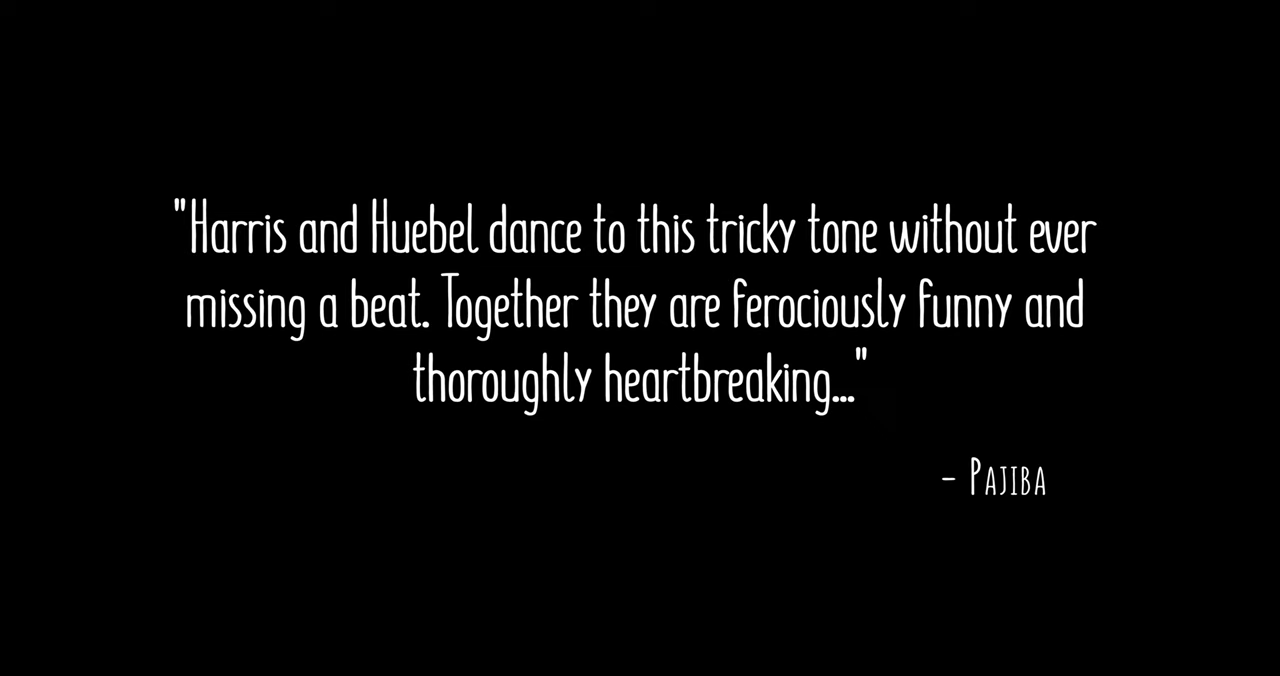 "Harris and Huebel dance to this tricky tone without ever
missing a beat. Together they are ferociously funny and
thoroughly heartbreaking..."
- PAJIBA